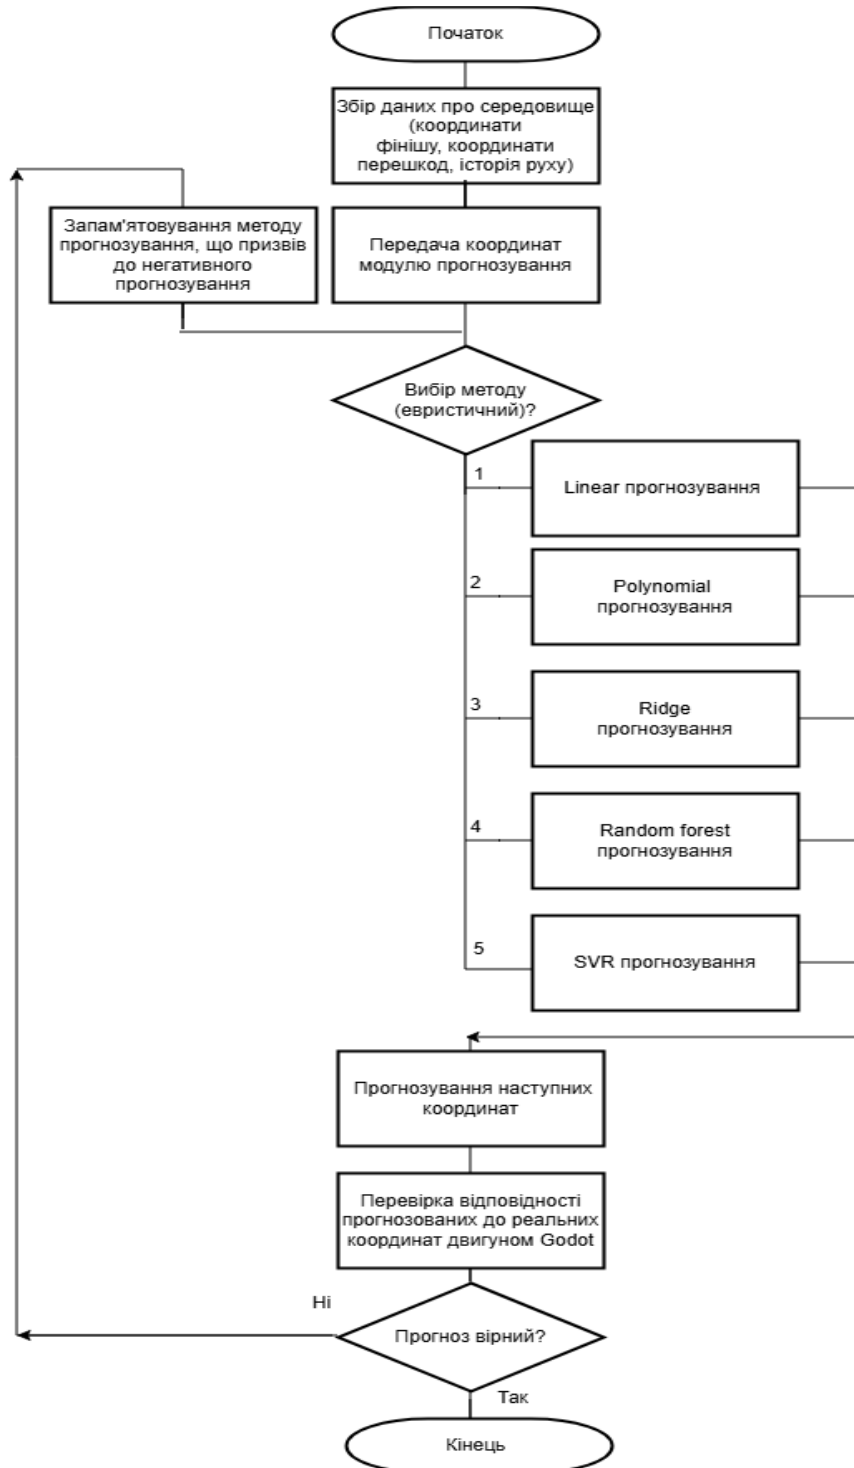 Початок
Збір даних про середовище
(координати
фінішу, координати
перешкод, історія руху)
Запам'ятовування методу
прогнозування, що призвів
до негативного
прогнозування
Передача координат
модулю прогнозування
Вибір методу
(евристичний)?
1
Linear прогнозування
2
Polynomial
прогнозування
3
Ridge
прогнозування
4
Random forest
прогнозування
5
SVR прогнозування
Прогнозування наступних
координат
Перевірка відповідності
прогнозованих до реальних
координат двигуном Godot
Ні
Прогноз вірний?
Так
Кінець